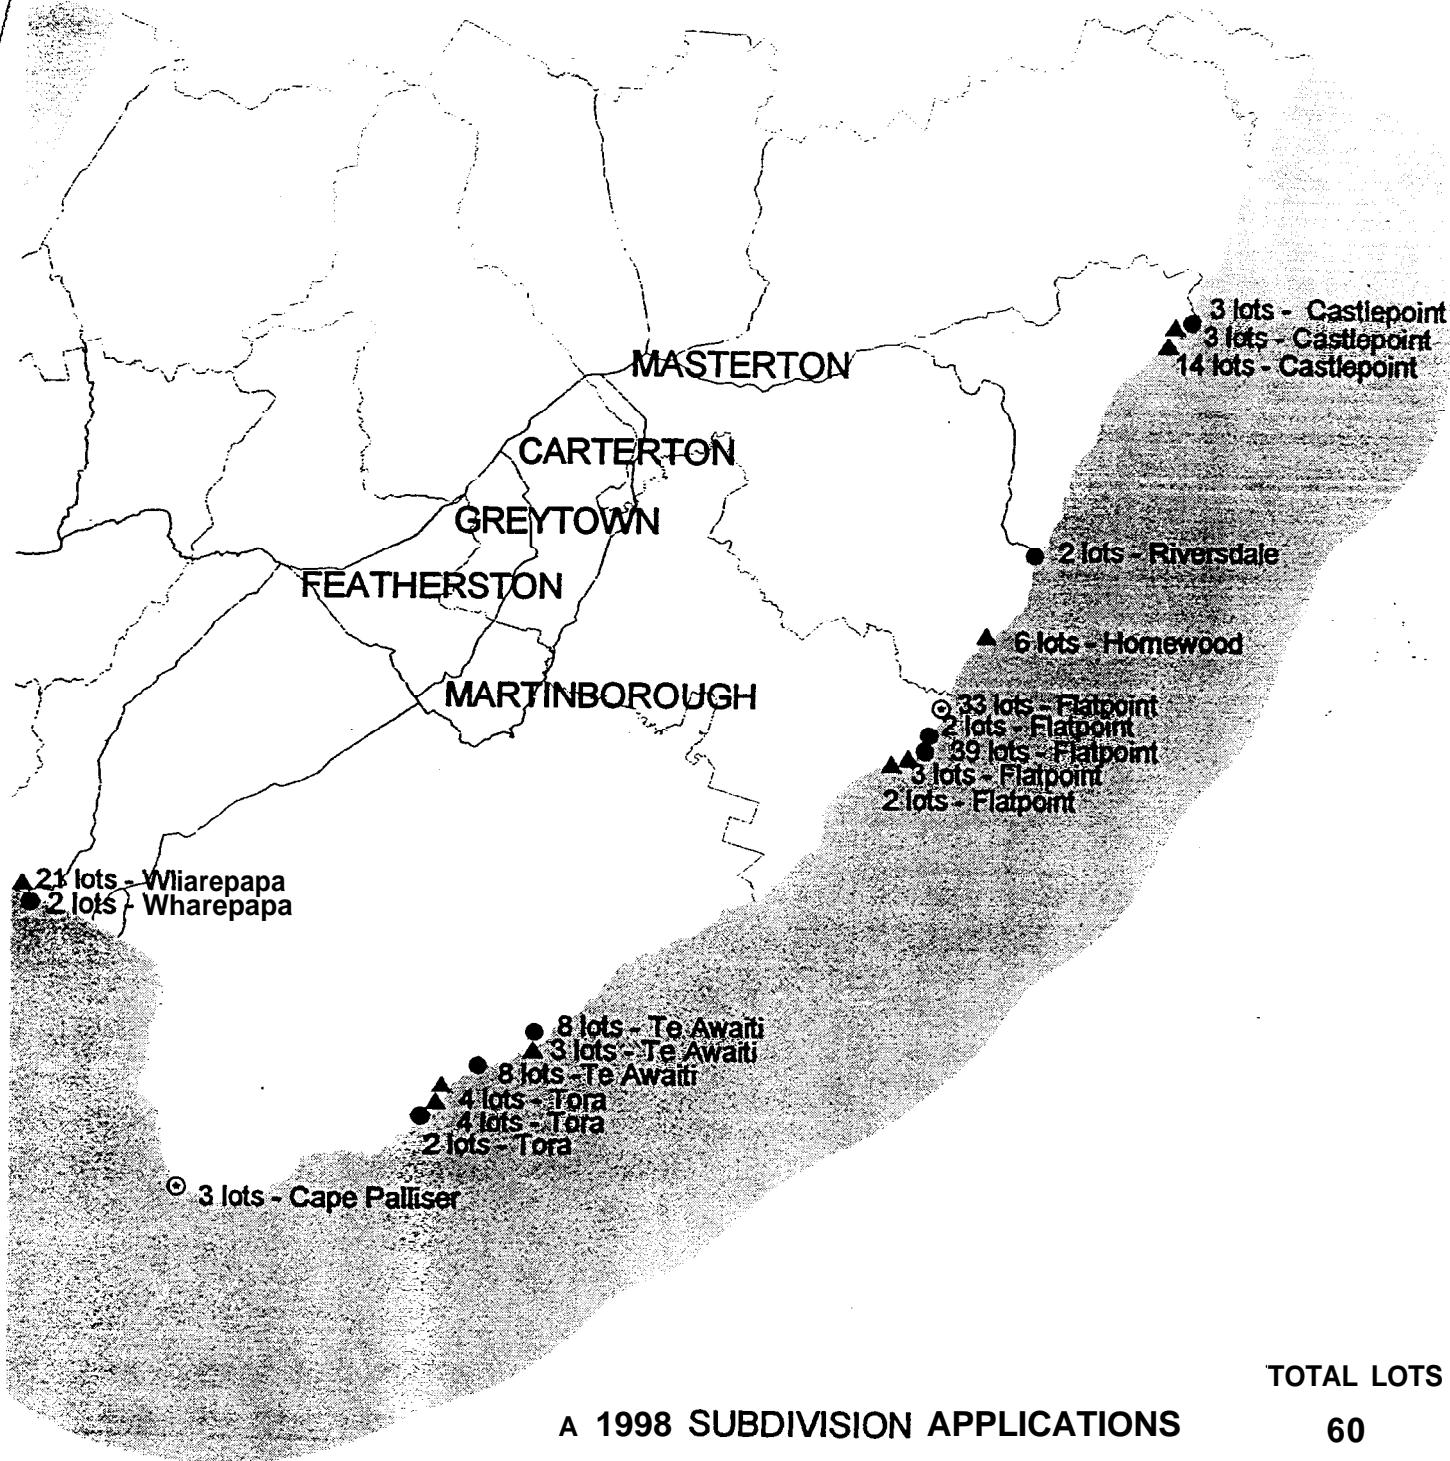 3 lots - Castlepoint
3 lots - Castlepoint
14 lots - Castlepoint
MASTERTON
CARTERTON
GREYTOWN
FEATHERSTON
MARTINBOROUGH
2 lots - Riversdale
6 lots - Homewood
33 lots - Flatpoint
2 lots - Flatpoint
39 lots - Flatpoint
3 lots - Flatpoint
2 lots - Flatpoint
21 lots - Wliarepapa
2 lots - Wharepapa
8 lots - Te Awaiti
3 lots - Te Awaiti
8 lots - Te Awaiti
4 lots - Tora
4 lots - Tora
2 lots - Tora
3 lots - Cape Palliser
TOTAL LOTS
A 1998 SUBDIVISION APPLICATIONS 60